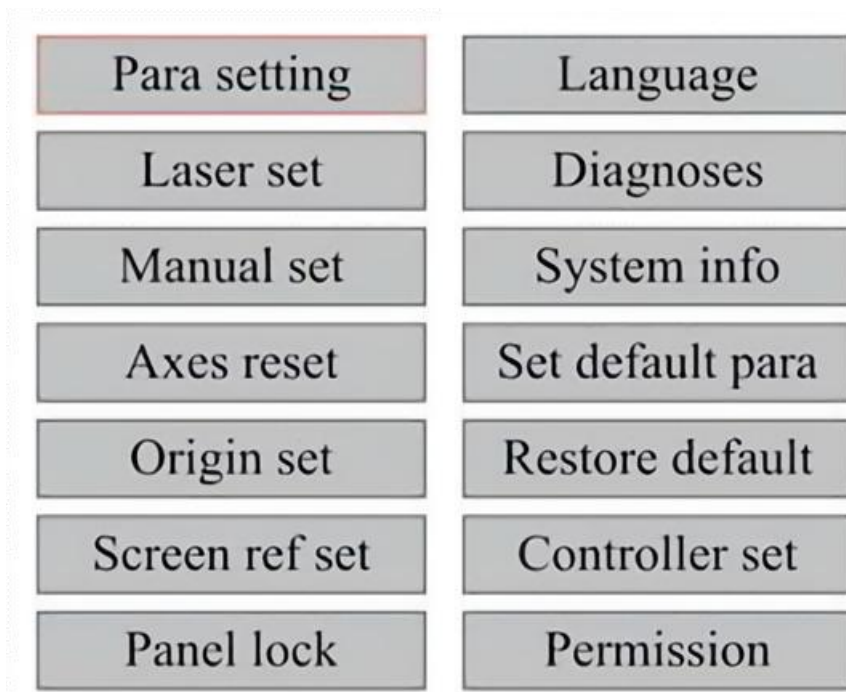 Para setting
Language
Laser set
Diagnoses
Manual set
System info
Axes reset
Set default para
Origin set
Restore default
Screen ref set
Controller set
Panel lock
Permission